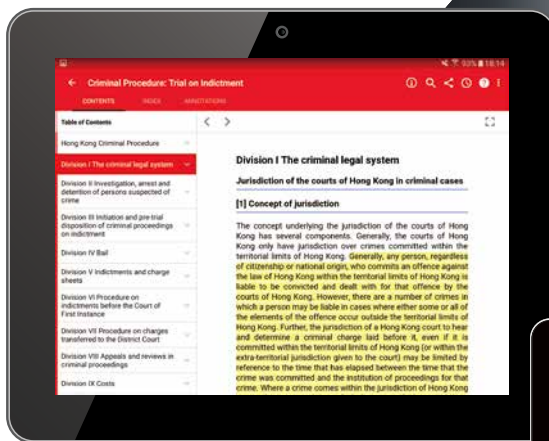 93% 18:14
Criminal Procedure: Trial on Indictment
CONTENTS INDEX ANNOTATIONS
Table of Contents
Hong Kong Criminal Procedure
Division I The criminal legal system
Division II Investigation, arrest and
detention of persons suspected of
crime
Division III Initiation and pre-trial
disposition of criminal proceedings
on indictment
Division IV Bail
Division V Indictments and charge
sheets
Division VI Procedure on
indictments before the Court of
First Instance
Division VII Procedure on charges
transferred to the District Court
Division VIII Appeals and reviews in
criminal proceedings
Division IX Costs
Division I The criminal legal system
Jurisdiction of the courts of Hong Kong in criminal cases
[1] Concept of jurisdiction
The concept underlying the jurisdiction of the courts of Hong
Kong has several components. Generally, the courts of Hong
Kong only have jurisdiction over crimes committed within the
territorial limits of Hong Kong. Generally, any person, regardless
of citizenship or national origin, who commits an offence against
the law of Hong Kong within the territorial limits of Hong Kong is
liable to be convicted and dealt with for that offence by the
courts of Hong Kong. However, there are a number of crimes in
which a person may be liable in cases where either some or all of
the elements of the offence occur outside the territorial limits of
Hong Kong. Further, the jurisdiction of a Hong Kong court to hear
and determine a criminal charge laid before it, even if it is
committed within the territorial limits of Hong Kong (or within the
extra-territorial jurisdiction given to the court) may be limited by
reference to the time that has elapsed between the time that the
crime was committed and the institution of proceedings for that
crime. Where a crime comes within the jurisdiction of Hong Kong